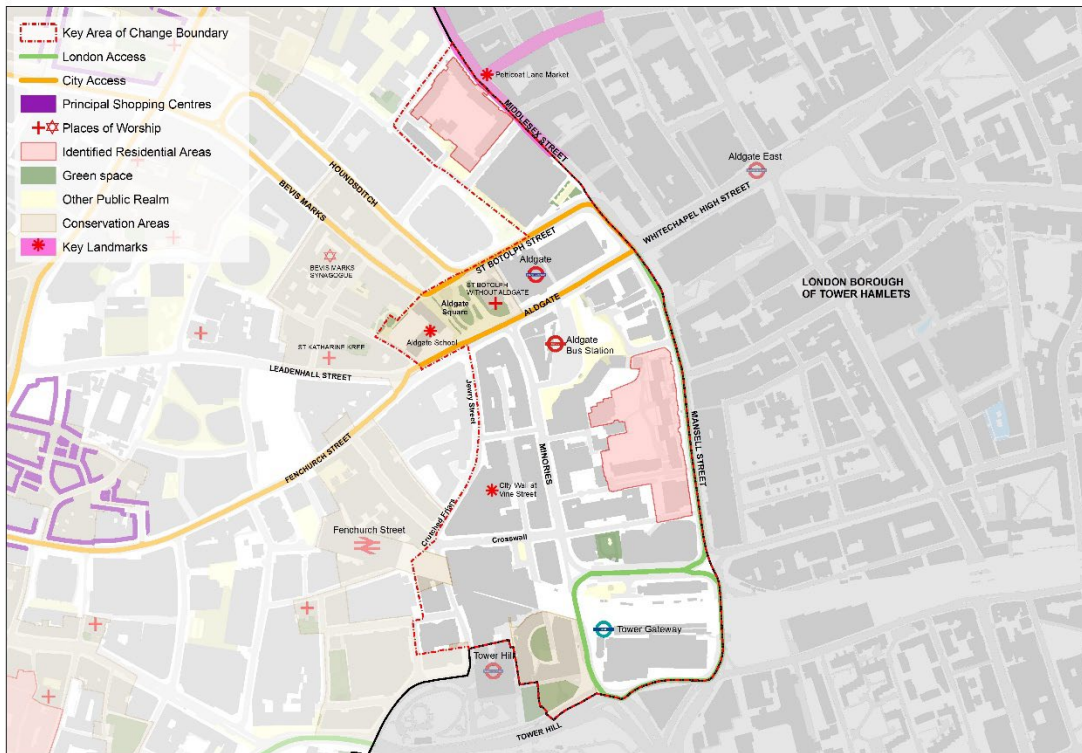 Key Area of Change Boundary
London Access
City Access
Principal Shopping Centres
Places of Worship
Identified Residential Areas
Green space
Other Public Realm
Conservation Areas
Key Landmarks
Petticoat Lane Market
MIDDLESEX STREET
Aldgate East
WHITECHAPEL HIGH STREET
HOUNDSDITCH
BEVIS MARKS
ST BOTOLPH STREET
Aldgate
BEVIS MARKS
SYNAGOGUE
ST BOTOLPH
WITHOUT ALDGATE
Aldgate
Square
ALDGATE
LONDON BOROUGH
OF TOWER HAMLETS
Aldgate School
Aldgate
Bus Station
ST KATHARINE KREE
LEADENHALL STREET
Jewry Street
MINORIES
MANSELL STREET
FENCHURCH STREET
City Wall at
Vine Street
Crutched Friars
Fenchurch Street
Crosswall
Tower Gateway
Tower Hill
TOWER HILL